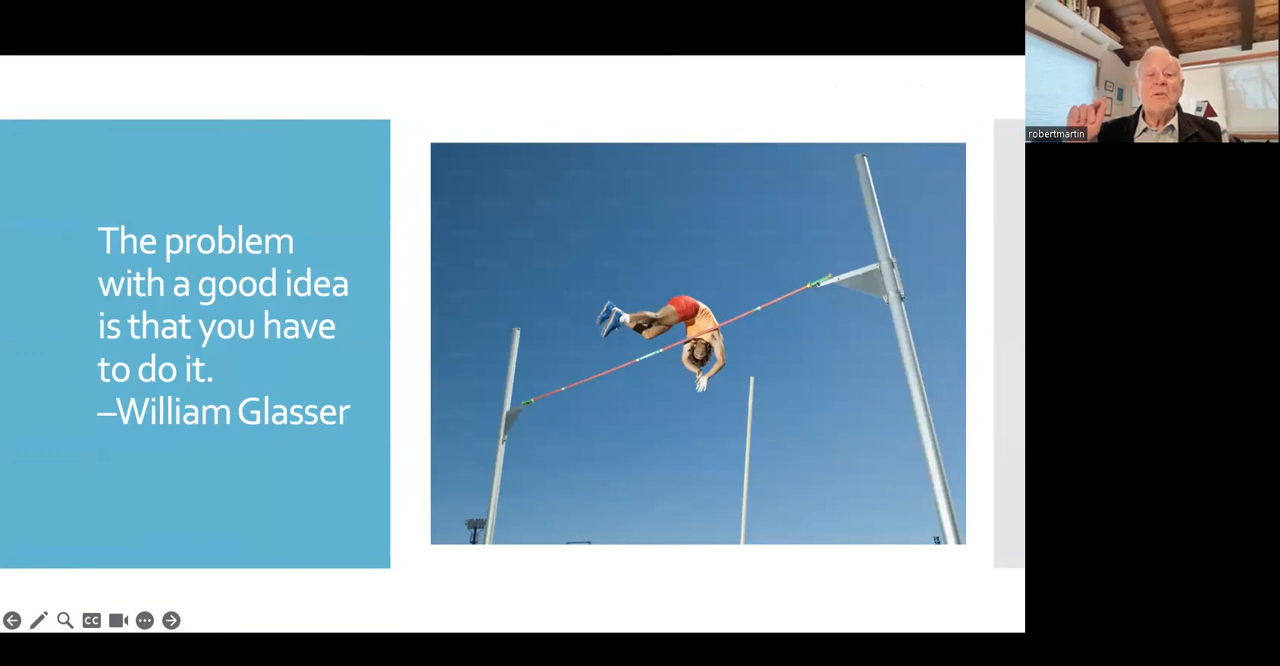 The problem
with a good idea
is that you have
to do it.
–William Glasser
robertmartin
CC